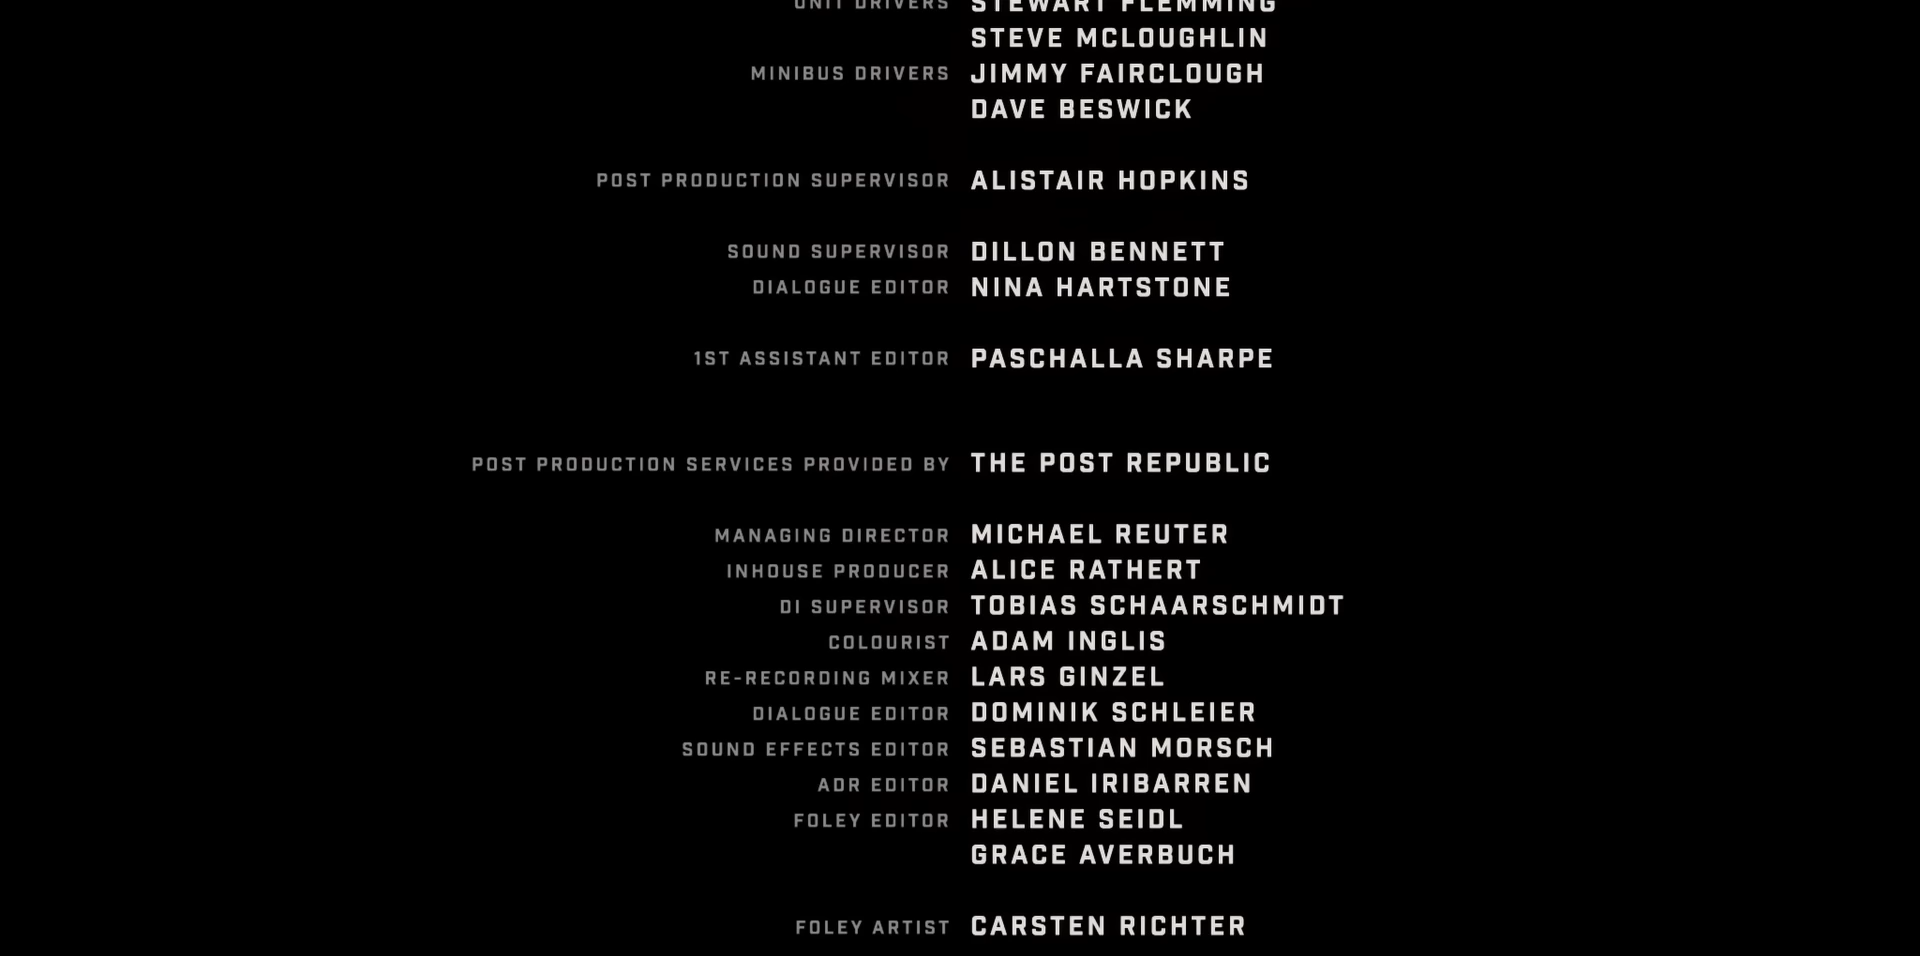 UNIT DRIVERS STEWART FLEMMING
STEVE MCLOUGHLIN
MINIBUS DRIVERS JIMMY FAIRCLOUGH
DAVE BESWICK
POST PRODUCTION SUPERVISOR ALISTAIR HOPKINS
SOUND SUPERVISOR DILLON BENNETT
DIALOGUE EDITOR NINA HARTSTONE
1ST ASSISTANT EDITOR PASCHALLA SHARPE
POST PRODUCTION SERVICES PROVIDED BY THE POST REPUBLIC
MANAGING DIRECTOR MICHAEL REUTER
INHOUSE PRODUCER ALICE RATHERT
DI SUPERVISOR TOBIAS SCHAARSCHMIDT
COLOURIST ADAM INGLIS
RE-RECORDING MIXER LARS GINZEL
DIALOGUE EDITOR DOMINIK SCHLEIER
SOUND EFFECTS EDITOR SEBASTIAN MORSCH
ADR EDITOR DANIEL IRIBARREN
FOLEY EDITOR HELENE SEIDL
GRACE AVERBUCH
FOLEY ARTIST CARSTEN RICHTER